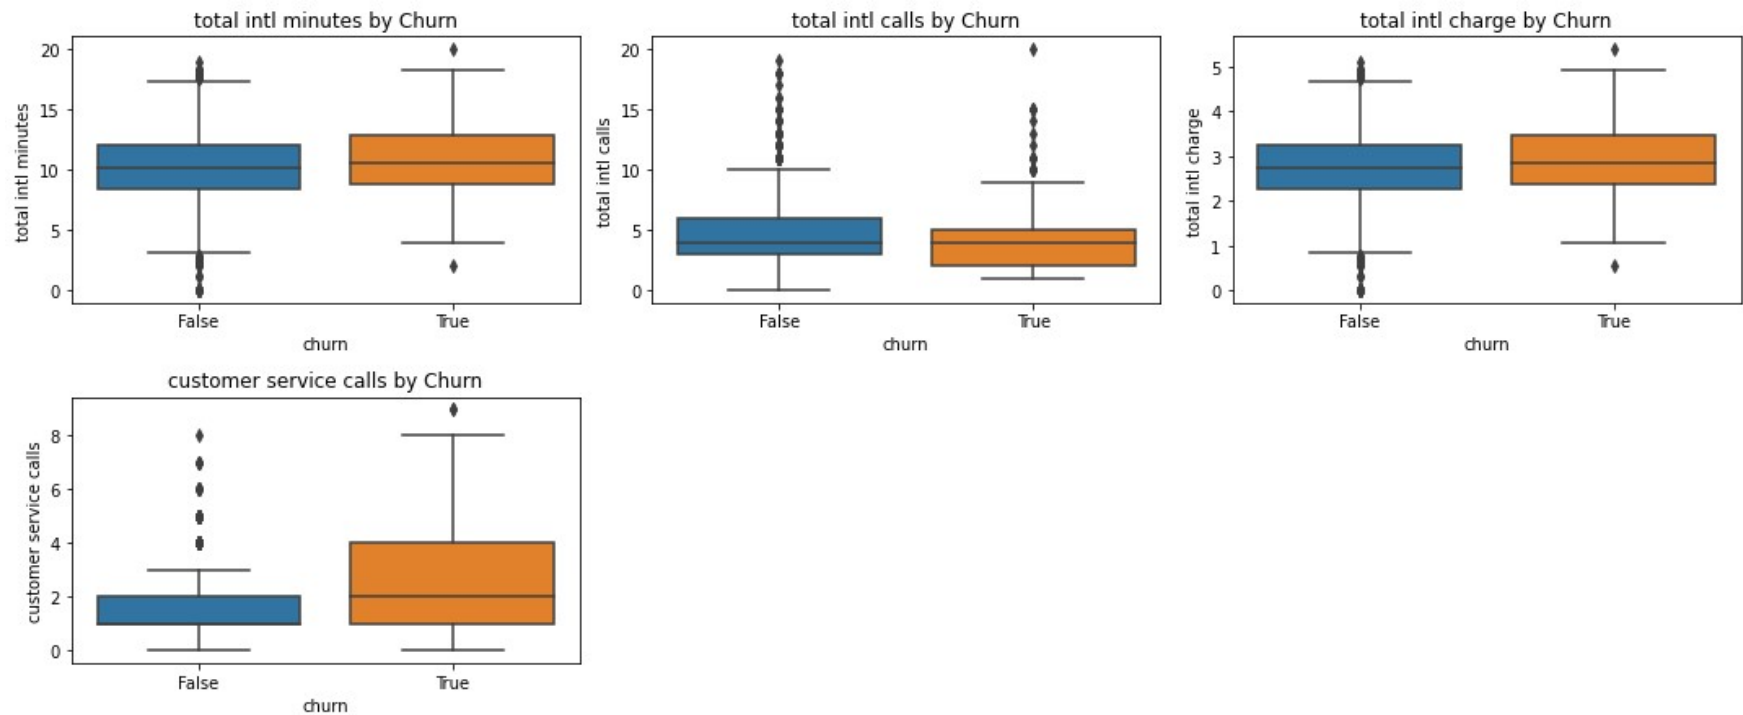 total intl minutes by Churn
total intl minutes
20
15
10
5
0
False True
churn
total intl calls by Churn
total intl calls
20
15
10
5
0
False True
churn
total intl charge by Churn
total intl charge
5
4
3
2
1
0
False True
churn
customer service calls by Churn
customer service calls
8
6
4
2
0
False True
churn